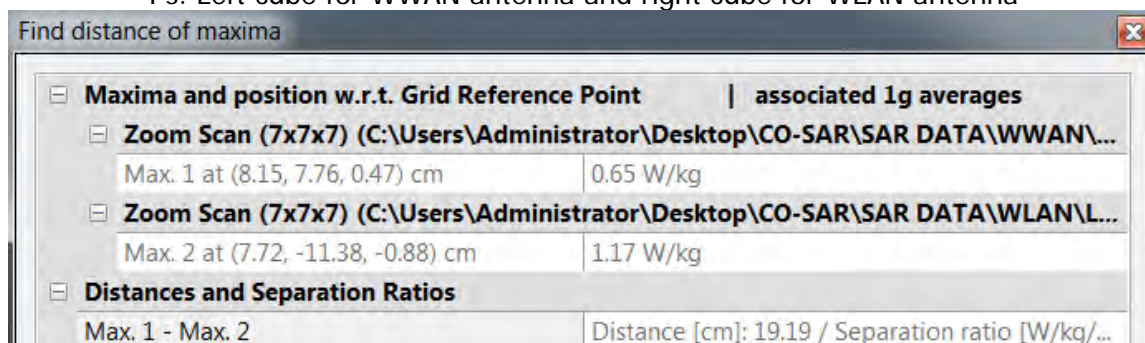 Ps: Left cube for WWAN antenna and right cube for WLAN antenna
Find distance of maxima
Maxima and position w.r.t. Grid Reference Point | associated 1g averages
Zoom Scan (7x7x7) (C:\Users\Administrator\Desktop\CO-SAR\SAR DATA\WWAN\...
Max. 1 at (8.15, 7.76, 0.47) cm 0.65 W/kg
Zoom Scan (7x7x7) (C:\Users\Administrator\Desktop\CO-SAR\SAR DATA\WLAN\L...
Max. 2 at (7.72, -11.38, -0.88) cm 1.17 W/kg
Distances and Separation Ratios
Max. 1 - Max. 2 Distance [cm]: 19.19 / Separation ratio [W/kg/...